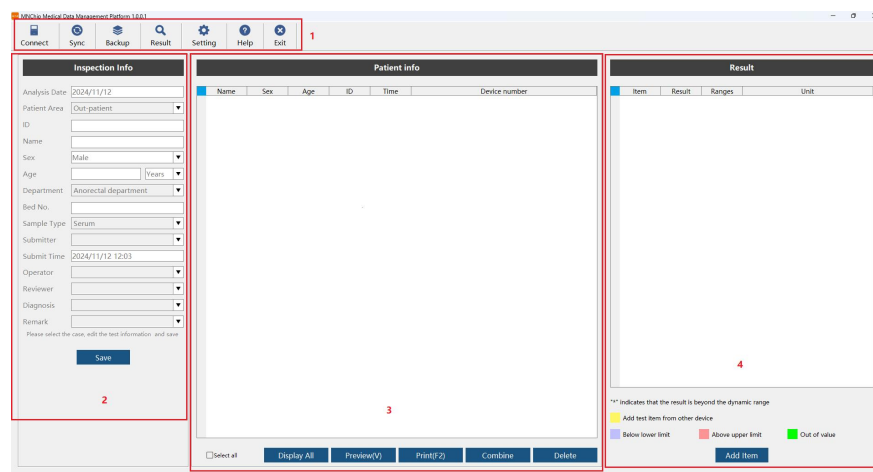 MNChip Medical Data Management Platform 1.0.0.1
Connect Sync Backup Result Setting Help Exit
1
Inspection Info
Analysis Date 2024/11/12
Patient Area Out-patient
ID
Name
Sex Male
Age Years
Department Anorectal department
Bed No.
Sample Type Serum
Submitter
Submit Time 2024/11/12 12:03
Operator
Reviewer
Diagnosis
Remark
Please select the case, edit the test information and save
Save
2
Patient info
Name Sex Age ID Time Device number
3
Select all Display All Preview(V) Print(F2) Combine Delete
Result
Item Result Ranges Unit
4
"*" indicates that the result is beyond the dynamic range
Add test item from other device
Below lower limit Above upper limit Out of value
Add Item